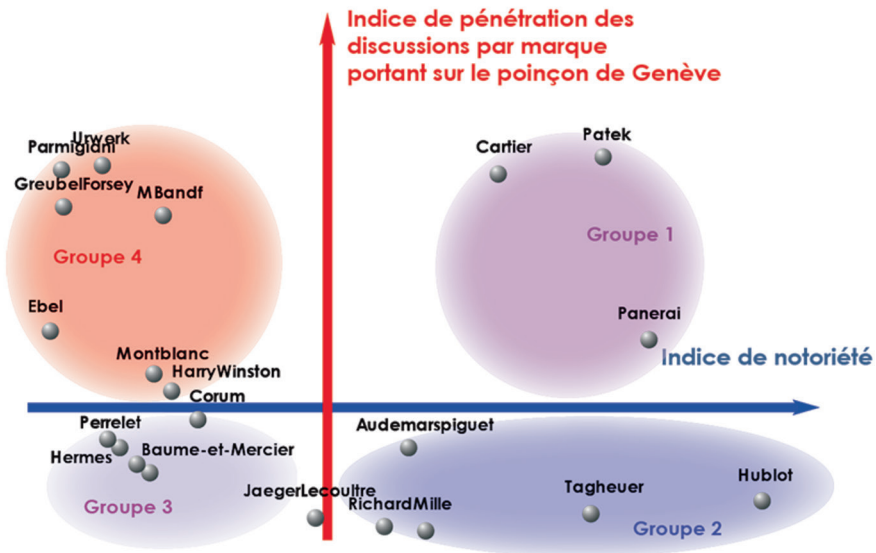 Indice de pénétration des
discussions par marque
portant sur le poinçon de Genève
Urwerk
Parmigiani
GreubelForsey
MBandf
Groupe 4
Ebel
Montblanc
HarryWinston
Corum
Cartier
Patek
Groupe 1
Panerai
Indice de notoriété
Perrelet
Hermes
Baume-et-Mercier
Groupe 3
JaegerLecoultre
Audemarspiguet
RichardMille
Tagheuer
Hublot
Groupe 2